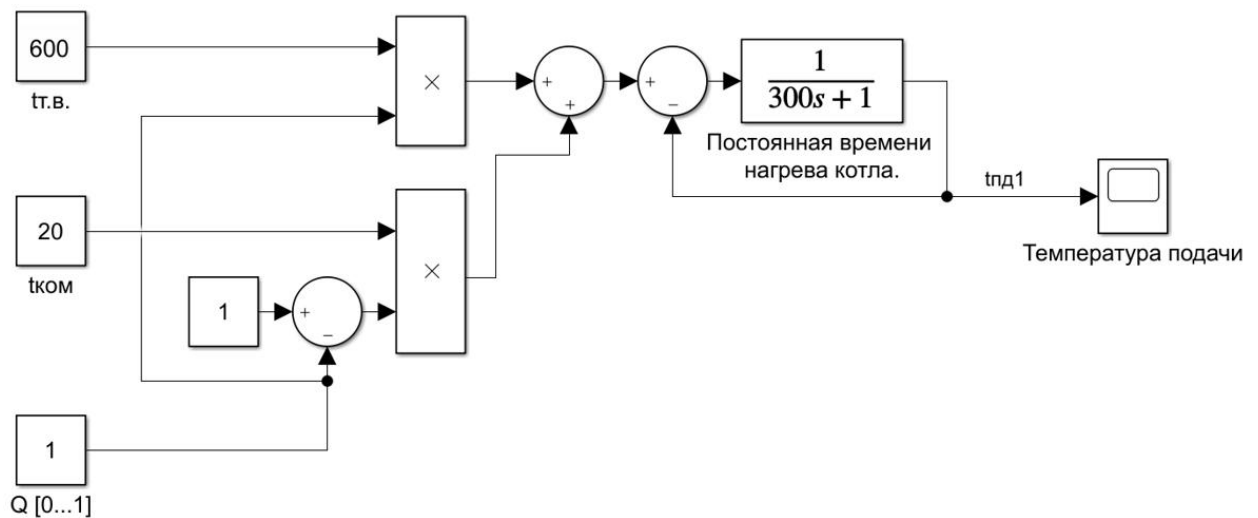 600
tт.в.
×
+
+
+
−
1
300s + 1
Постоянная времени
нагрева котла.
20
tком
×
1
+
−
tпд1
Температура подачи
1
Q [0...1]